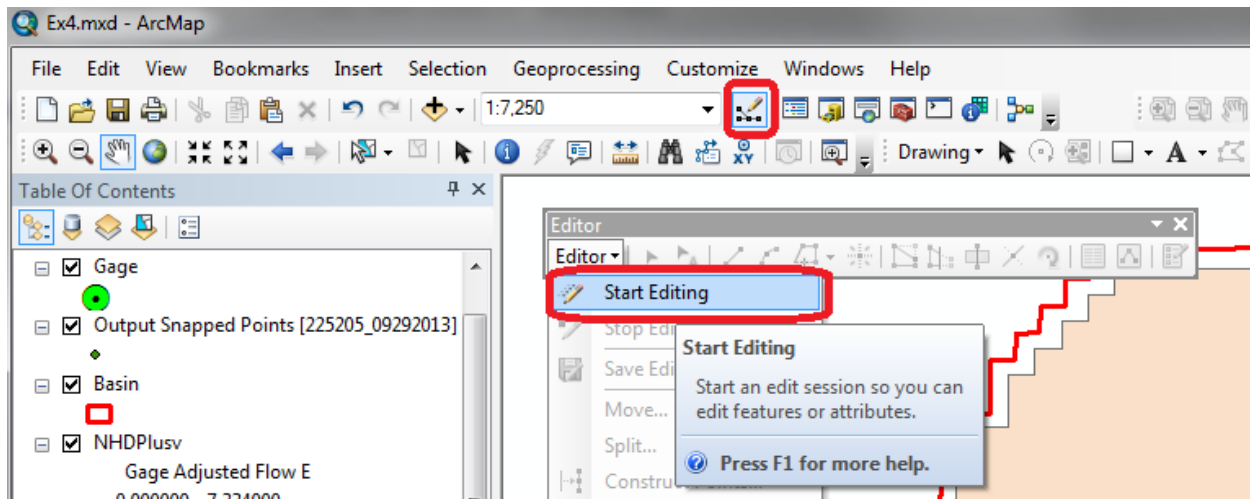 Ex4.mxd - ArcMap
File Edit View Bookmarks Insert Selection Geoprocessing Customize Windows Help
1:7,250
Drawing
Table Of Contents
Editor
Editor
Gage
Start Editing
Output Snapped Points [225205_09292013]
Stop Edi
Start Editing
Save Edi
Start an edit session so you can
edit features or attributes.
Basin
Move...
Split...
NHDPlusv
Press F1 for more help.
Gage Adjusted Flow E
Constru